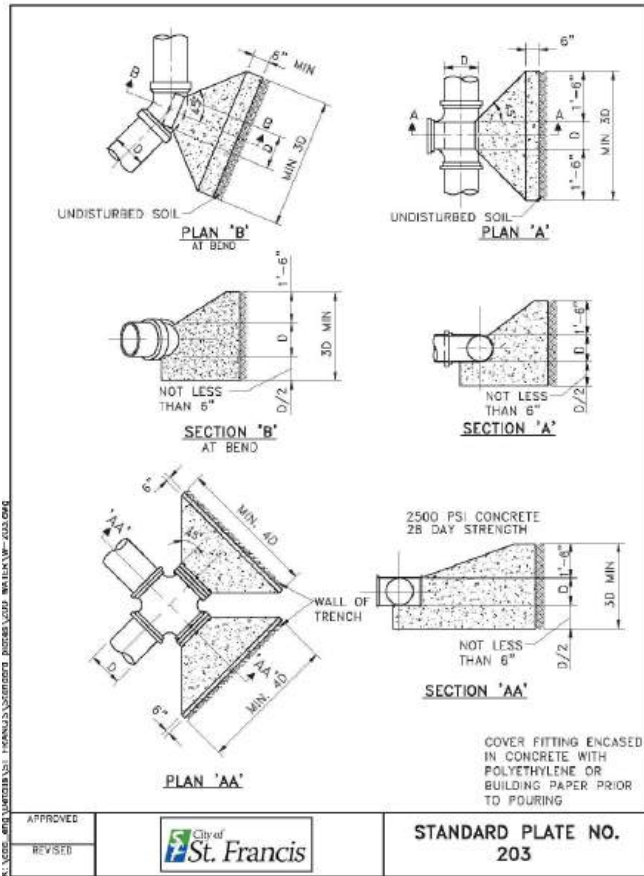 6" MIN
B
45°
D
B
D
MIN 3D
UNDISTURBED SOIL
PLAN 'B'
AT BEND
D
6"
A
45°
A
1'-6"
D
1'-6"
MIN 3D
UNDISTURBED SOIL
PLAN 'A'
1'-6"
D
3D MIN
NOT LESS
THAN 6"
D/2
SECTION 'B'
AT BEND
1'-6"
D
NOT LESS
THAN 6"
D/2
SECTION 'A'
6"
'AA'
45°
MIN. 4D
WALL OF
TRENCH
D
'AA'
MIN. 4D
6"
PLAN 'AA'
2500 PSI CONCRETE
28 DAY STRENGTH
1'-6"
D
3D MIN
NOT LESS
THAN 6"
D/2
SECTION 'AA'
COVER FITTING ENCASED
IN CONCRETE WITH
POLYETHYLENE OR
BUILDING PAPER PRIOR
TO POURING
APPROVED
REVISED
City of
St. Francis
STANDARD PLATE NO.
203